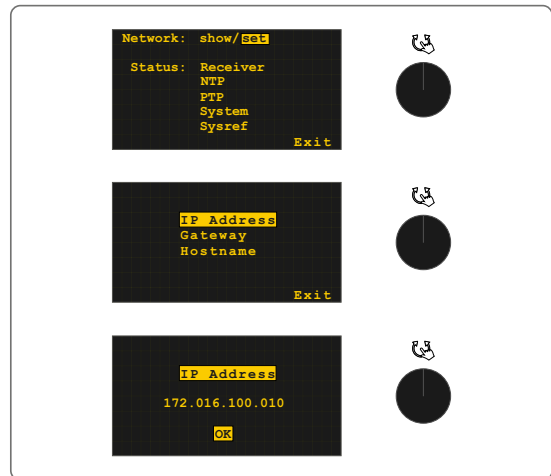 Network: show/set
Status: Receiver
NTP
PTP
System
Sysref
Exit
IP Address
Gateway
Hostname
Exit
IP Address
172.016.100.010
OK